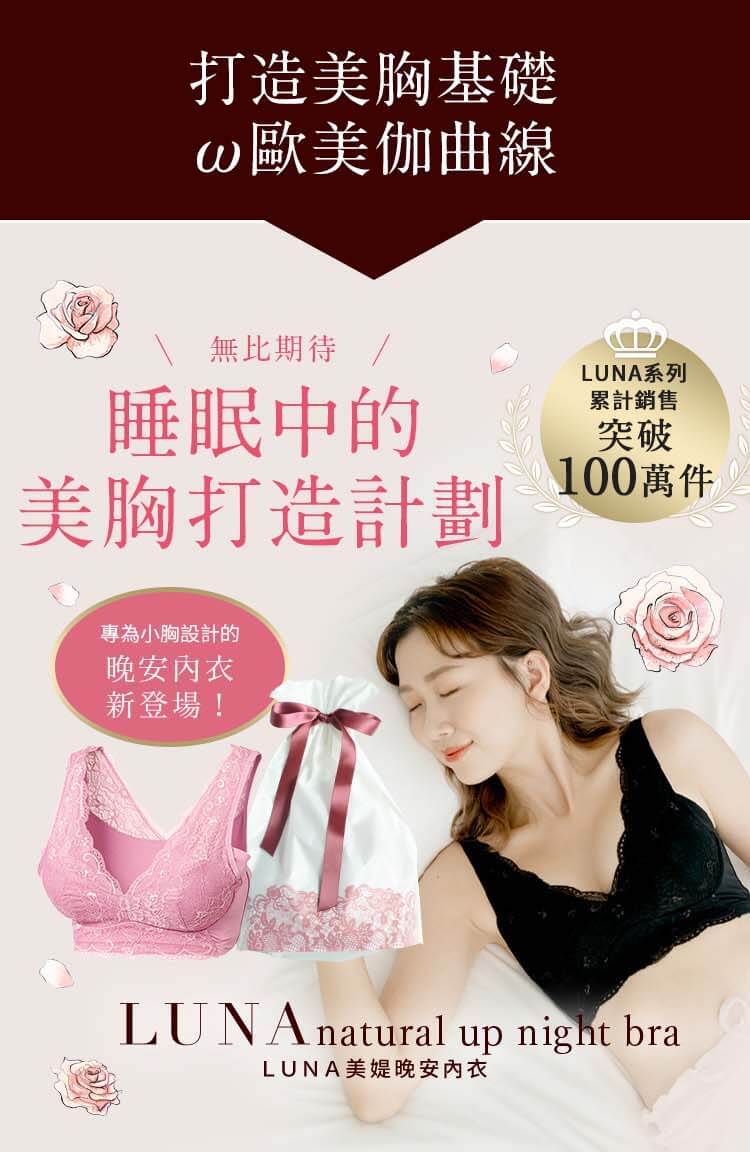 打造美胸基礎
ω歐美伽曲線
\ 無比期待 /
睡眠中的
美胸打造計劃
LUNA系列
累計銷售
突破
100萬件
專為小胸設計的
晚安內衣
新登場！
LUNA natural up night bra
LUNA美媞晚安內衣